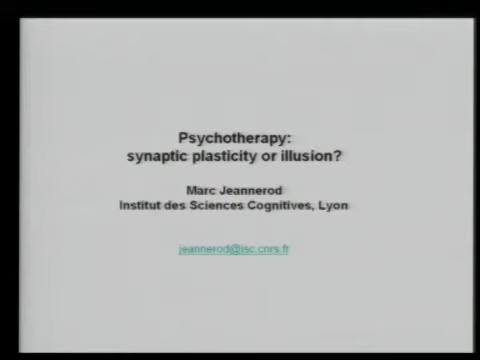 Psychotherapy:
synaptic plasticity or illusion?
Marc Jeannerod
Institut des Sciences Cognitives, Lyon
jeannerod@isc.cnrs.fr